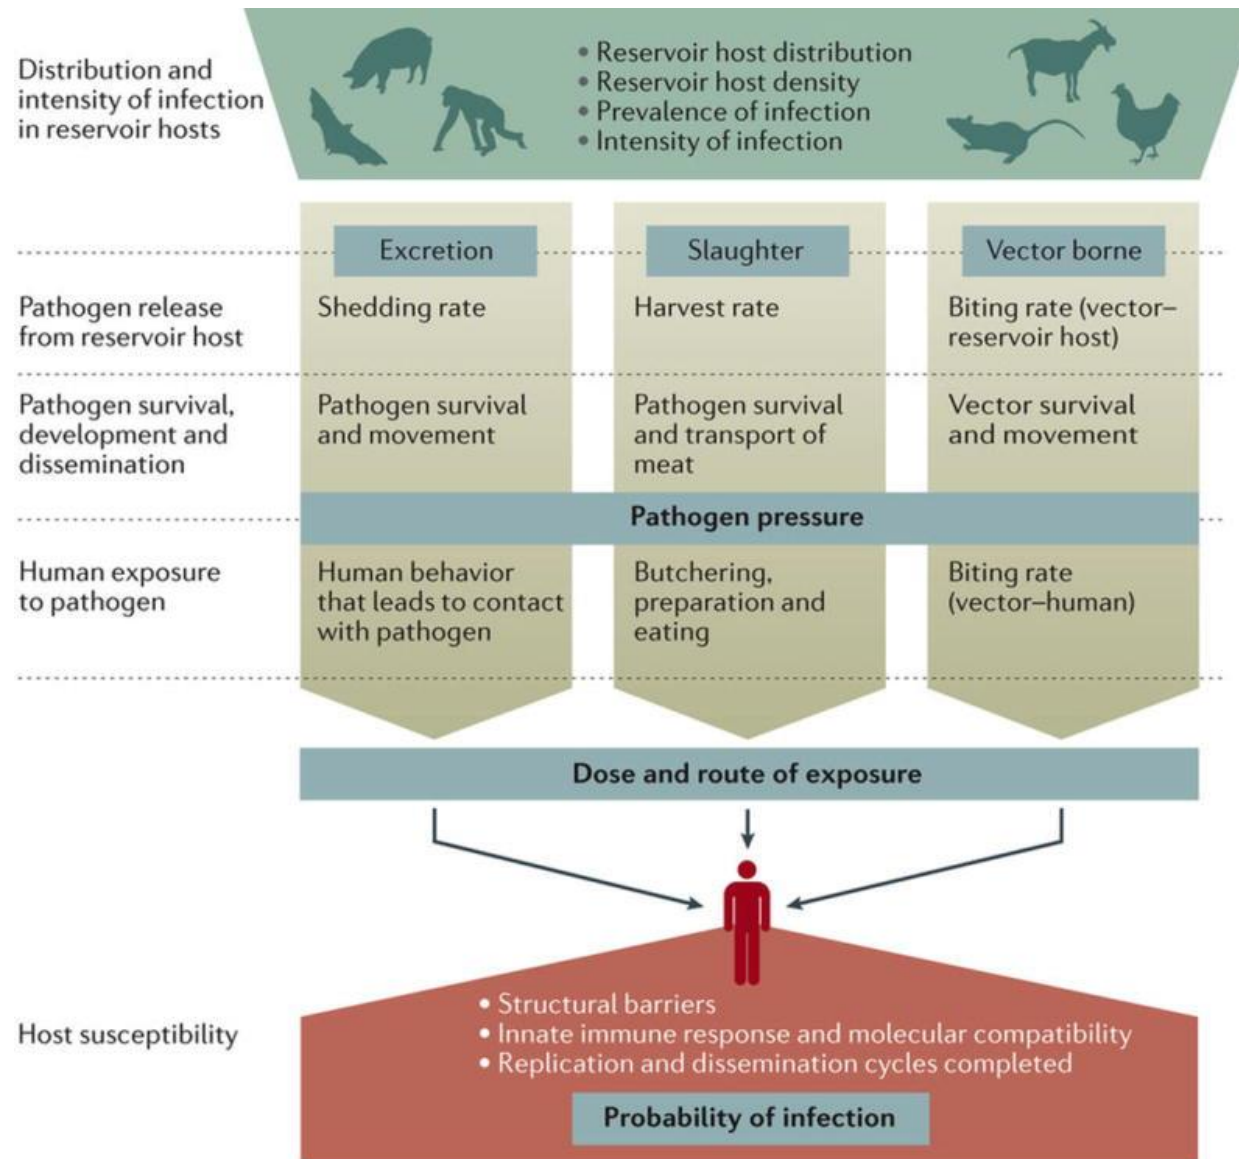 Distribution and
intensity of infection
in reservoir hosts
• Reservoir host distribution
• Reservoir host density
• Prevalence of infection
• Intensity of infection
Excretion
Slaughter
Vector borne
Pathogen release
from reservoir host
Shedding rate
Harvest rate
Biting rate (vector–
reservoir host)
Pathogen survival,
development and
dissemination
Pathogen survival
and movement
Pathogen survival
and transport of
meat
Vector survival
and movement
Pathogen pressure
Human exposure
to pathogen
Human behavior
that leads to contact
with pathogen
Butchering,
preparation and
eating
Biting rate
(vector–human)
Dose and route of exposure
Host susceptibility
• Structural barriers
• Innate immune response and molecular compatibility
• Replication and dissemination cycles completed
Probability of infection